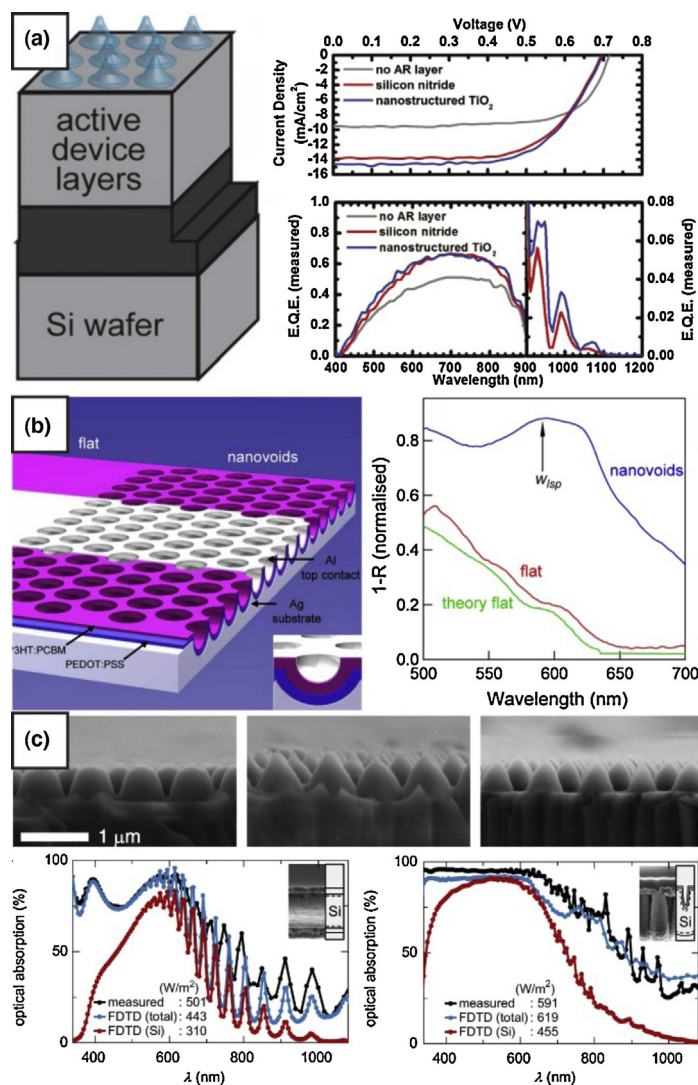 (a)
active
device
layers
Si wafer
Voltage (V)
0.0 0.1 0.2 0.3 0.4 0.5 0.6 0.7 0.8
Current Density
(mA/cm²)
0
-2
-4
-6
-8
-10
-12
-14
-16
no AR layer
silicon nitride
nanostructured TiO₂
E.Q.E. (measured)
1.0
0.8
0.6
0.4
0.2
0.0
no AR layer
silicon nitride
nanostructured TiO₂
0.08
0.06
0.04
0.02
0.00
E.Q.E. (measured)
400 500 600 700 800 900 1000 1100 1200
Wavelength (nm)
(b)
flat
nanovoids
Al
top contact
Ag
substrate
P3HT:PCBM
PEDOT:PSS
1-R (normalised)
0.8
0.6
0.4
0.2
0.0
wlsp
nanovoids
flat
theory flat
500 550 600 650 700
Wavelength (nm)
(c)
1 μm
optical absorption (%)
100
75
50
25
0
Si
(W/m²)
measured : 501
FDTD (total) : 443
FDTD (Si) : 310
400 600 800 1000
λ (nm)
optical absorption (%)
100
75
50
25
0
Si
(W/m²)
measured : 591
FDTD (total) : 619
FDTD (Si) : 455
400 600 800 1000
λ (nm)